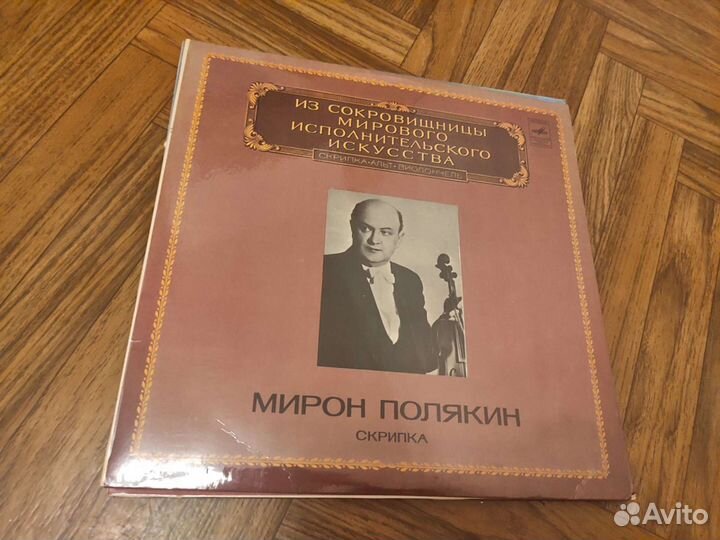 ИЗ СОКРОВИЩНИЦЫ
МИРОВОГО
ИСПОЛНИТЕЛЬСКОГО
ИСКУССТВА
СКРИПКА•АЛЬТ•ВИОЛОНЧЕЛЬ
МИРОН ПОЛЯКИН
СКРИПКА
Avito